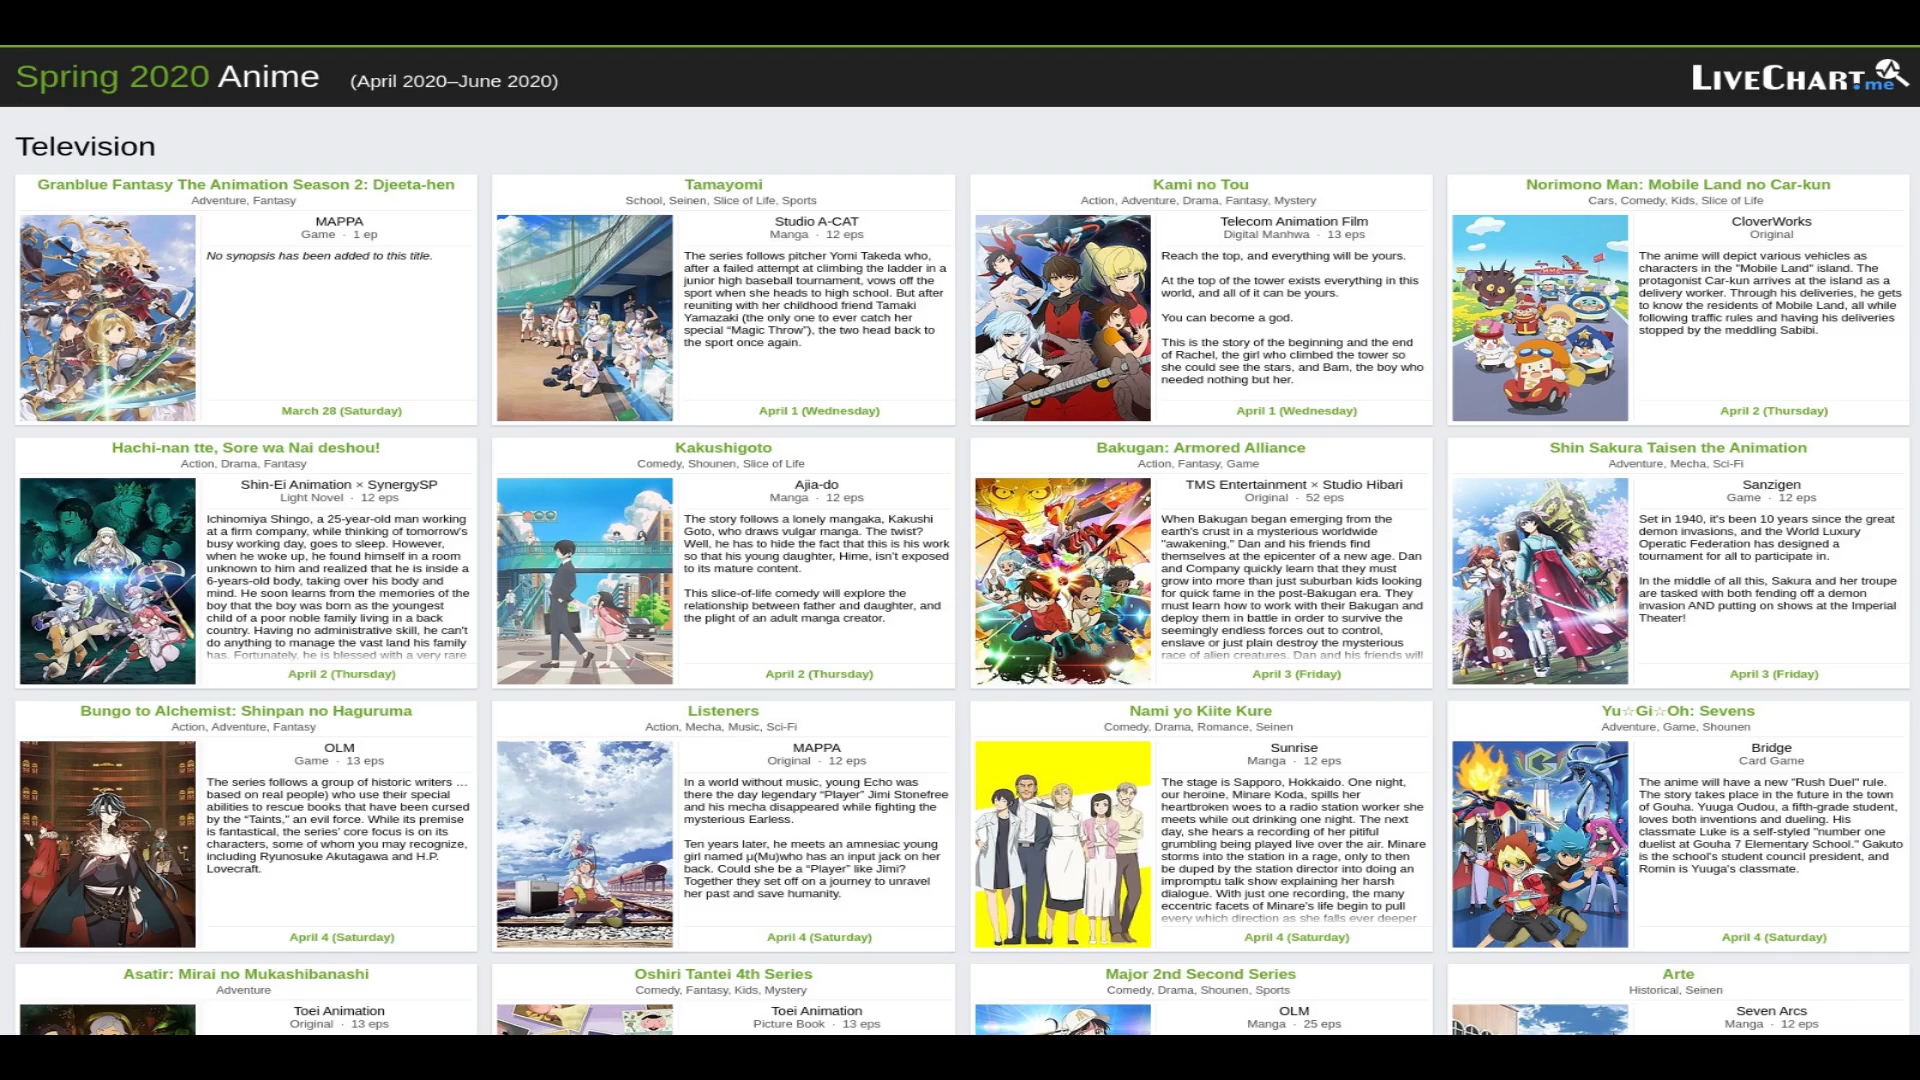 Spring 2020 Anime (April 2020–June 2020)
LIVECHART.me
Television
Granblue Fantasy The Animation Season 2: Djeeta-hen
Adventure, Fantasy
MAPPA
Game · 1 ep
No synopsis has been added to this title.
March 28 (Saturday)
Tamayomi
School, Seinen, Slice of Life, Sports
Studio A-CAT
Manga · 12 eps
The series follows pitcher Yomi Takeda who,
after a failed attempt at climbing the ladder in a
junior high baseball tournament, vows off the
sport when she heads to high school. But after
reuniting with her childhood friend Tamaki
Yamazaki (the only one to ever catch her
special “Magic Throw”), the two head back to
the sport once again.
April 1 (Wednesday)
Kami no Tou
Action, Adventure, Drama, Fantasy, Mystery
Telecom Animation Film
Digital Manhwa · 13 eps
Reach the top, and everything will be yours.
At the top of the tower exists everything in this
world, and all of it can be yours.
You can become a god.
This is the story of the beginning and the end
of Rachel, the girl who climbed the tower so
she could see the stars, and Bam, the boy who
needed nothing but her.
April 1 (Wednesday)
Norimono Man: Mobile Land no Car-kun
Cars, Comedy, Kids, Slice of Life
CloverWorks
Original
The anime will depict various vehicles as
characters in the "Mobile Land" island. The
protagonist Car-kun arrives at the island as a
delivery worker. Through his deliveries, he gets
to know the residents of Mobile Land, all while
following traffic rules and having his deliveries
stopped by the meddling Sabibi.
April 2 (Thursday)
Hachi-nan tte, Sore wa Nai deshou!
Action, Drama, Fantasy
Shin-Ei Animation × SynergySP
Light Novel · 12 eps
Ichinomiya Shingo, a 25-year-old man working
at a firm company, while thinking of tomorrow's
busy working day, goes to sleep. However,
when he woke up, he found himself in a room
unknown to him and realized that he is inside a
6-years-old body, taking over his body and
mind. He soon learns from the memories of the
boy that the boy was born as the youngest
child of a poor noble family living in a back
country. Having no administrative skill, he can't
do anything to manage the vast land his family
has. Fortunately, he is blessed with a very rare
April 2 (Thursday)
Kakushigoto
Comedy, Shounen, Slice of Life
Ajia-do
Manga · 12 eps
The story follows a lonely mangaka, Kakushi
Goto, who draws vulgar manga. The twist?
Well, he has to hide the fact that this is his work
so that his young daughter, Hime, isn’t exposed
to its mature content.
This slice-of-life comedy will explore the
relationship between father and daughter, and
the plight of an adult manga creator.
April 2 (Thursday)
Bakugan: Armored Alliance
Action, Fantasy, Game
TMS Entertainment × Studio Hibari
Original · 52 eps
When Bakugan began emerging from the
earth's crust in a mysterious worldwide
"awakening," Dan and his friends find
themselves at the epicenter of a new age. Dan
and Company quickly learn that they must
grow into more than just suburban kids looking
for quick fame in the post-Bakugan era. They
must learn how to work with their Bakugan and
deploy them in battle in order to survive the
seemingly endless forces out to control,
enslave or just plain destroy the mysterious
race of alien creatures. Dan and his friends will
April 3 (Friday)
Shin Sakura Taisen the Animation
Adventure, Mecha, Sci-Fi
Sanzigen
Game · 12 eps
Set in 1940, it's been 10 years since the great
demon invasions, and the World Luxury
Operatic Federation has designed a
tournament for all to participate in.
In the middle of all this, Sakura and her troupe
are tasked with both fending off a demon
invasion AND putting on shows at the Imperial
Theater!
April 3 (Friday)
Bungo to Alchemist: Shinpan no Haguruma
Action, Adventure, Fantasy
OLM
Game · 13 eps
The series follows a group of historic writers …
based on real people) who use their special
abilities to rescue books that have been cursed
by the “Taints,” an evil force. While its premise
is fantastical, the series’ core focus is on its
characters, some of whom you may recognize,
including Ryunosuke Akutagawa and H.P.
Lovecraft.
April 4 (Saturday)
Listeners
Action, Mecha, Music, Sci-Fi
MAPPA
Original · 12 eps
In a world without music, young Echo was
there the day legendary “Player” Jimi Stonefree
and his mecha disappeared while fighting the
mysterious Earless.
Ten years later, he meets an amnesiac young
girl named μ(Mu)who has an input jack on her
back. Could she be a “Player” like Jimi?
Together they set off on a journey to unravel
her past and save humanity.
April 4 (Saturday)
Nami yo Kiite Kure
Comedy, Drama, Romance, Seinen
Sunrise
Manga · 12 eps
The stage is Sapporo, Hokkaido. One night,
our heroine, Minare Koda, spills her
heartbroken woes to a radio station worker she
meets while out drinking one night. The next
day, she hears a recording of her pitiful
grumbling being played live over the air. Minare
storms into the station in a rage, only to then
be duped by the station director into doing an
impromptu talk show explaining her harsh
dialogue. With just one recording, the many
eccentric facets of Minare's life begin to pull
every which direction as she falls ever deeper
April 4 (Saturday)
Yu☆Gi☆Oh: Sevens
Adventure, Game, Shounen
Bridge
Card Game
The anime will have a new "Rush Duel" rule.
The story takes place in the future in the town
of Gouha. Yuuga Oudou, a fifth-grade student,
loves both inventions and dueling. His
classmate Luke is a self-styled "number one
duelist at Gouha 7 Elementary School." Gakuto
is the school's student council president, and
Romin is Yuuga's classmate.
April 4 (Saturday)
Asatir: Mirai no Mukashibanashi
Adventure
Toei Animation
Original · 13 eps
Oshiri Tantei 4th Series
Comedy, Fantasy, Kids, Mystery
Toei Animation
Picture Book · 13 eps
Major 2nd Second Series
Comedy, Drama, Shounen, Sports
OLM
Manga · 25 eps
Arte
Historical, Seinen
Seven Arcs
Manga · 12 eps